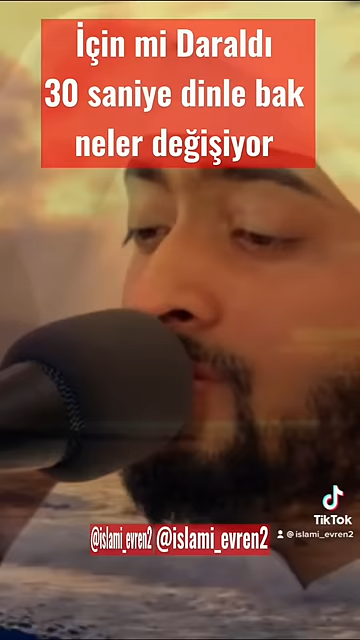 İçin mi Daraldı
30 saniye dinle bak
neler değişiyor
TikTok
@islami_evren2
@islami_evren2 @islami_evren2